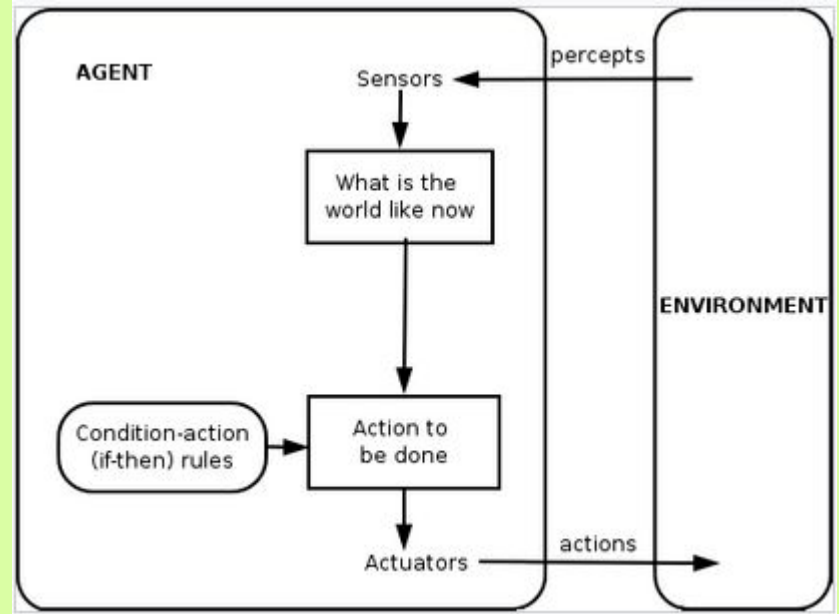 AGENT
percepts
Sensors
What is the
world like now
ENVIRONMENT
Condition-action
(if-then) rules
Action to
be done
Actuators
actions